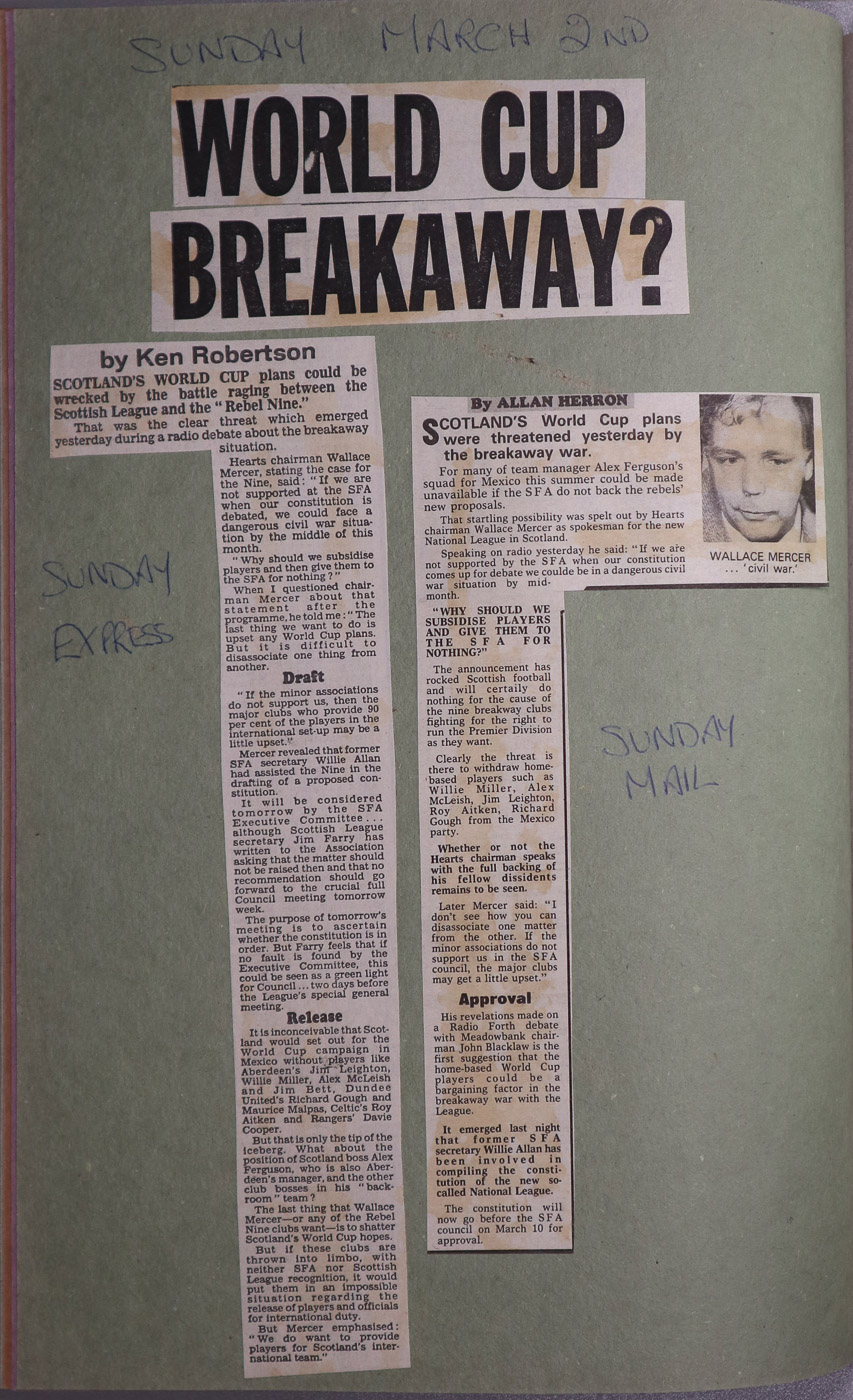 SUNDAY MARCH 2ND
WORLD CUP
BREAKAWAY?
by Ken Robertson
SCOTLAND'S WORLD CUP plans could be
wrecked by the battle raging between the
Scottish League and the "Rebel Nine."
That was the clear threat which emerged
yesterday during a radio debate about the breakaway
situation.
Hearts chairman Wallace
Mercer, stating the case for
the Nine, said: "If we are
not supported at the SFA
when our constitution is
debated, we could face a
dangerous civil war situa-
tion by the middle of this
month.
"Why should we subsidise
players and then give them to
the SFA for nothing?"
When I questioned chair-
man Mercer about that
statement after the
programme, he told me: "The
last thing we want to do is
upset any World Cup plans.
But it is difficult to
disassociate one thing from
another.
Draft
"If the minor associations
do not support us, then the
major clubs who provide 90
per cent of the players in the
international set-up may be a
little upset."
Mercer revealed that former
SFA secretary Willie Allan
had assisted the Nine in the
drafting of a proposed con-
stitution.
It will be considered
tomorrow by the SFA
Executive Committee...
although Scottish League
secretary Jim Farry has
written to the Association
asking that the matter should
not be raised then and that no
recommendation should go
forward to the crucial full
Council meeting tomorrow
week.
The purpose of tomorrow's
meeting is to ascertain
whether the constitution is in
order. But Farry feels that if
no fault is found by the
Executive Committee, this
could be seen as a green light
for Council... two days before
the League's special general
meeting.
Release
It is inconceivable that Scot-
land would set out for the
World Cup campaign in
Mexico without players like
Aberdeen's Jim Leighton,
Willie Miller, Alex McLeish
and Jim Bett, Dundee
United's Richard Gough and
Maurice Malpas, Celtic's Roy
Aitken and Rangers' Davie
Cooper.
But that is only the tip of the
iceberg. What about the
position of Scotland boss Alex
Ferguson, who is also Aber-
deen's manager, and the other
club bosses in his "back-
room" team?
The last thing that Wallace
Mercer—or any of the Rebel
Nine clubs want—is to shatter
Scotland's World Cup hopes.
But if these clubs are
thrown into limbo, with
neither SFA nor Scottish
League recognition, it would
put them in an impossible
situation regarding the
release of players and officials
for international duty.
But Mercer emphasised:
"We do want to provide
players for Scotland's inter-
national team."
SUNDAY
EXPRESS
By ALLAN HERRON
SCOTLAND'S World Cup plans
were threatened yesterday by
the breakaway war.
For many of team manager Alex Ferguson's
squad for Mexico this summer could be made
unavailable if the SFA do not back the rebels'
new proposals.
That startling possibility was spelt out by Hearts
chairman Wallace Mercer as spokesman for the new
National League in Scotland.
Speaking on radio yesterday he said: "If we are
not supported by the SFA when our constitution
comes up for debate we coulde be in a dangerous civil
war situation by mid-
month.
"WHY SHOULD WE
SUBSIDISE PLAYERS
AND GIVE THEM TO
THE SFA FOR
NOTHING?"
The announcement has
rocked Scottish football
and will certaily do
nothing for the cause of
the nine breakway clubs
fighting for the right to
run the Premier Division
as they want.
Clearly the threat is
there to withdraw home-
based players such as
Willie Miller, Alex
McLeish, Jim Leighton,
Roy Aitken, Richard
Gough from the Mexico
party.
Whether or not the
Hearts chairman speaks
with the full backing of
his fellow dissidents
remains to be seen.
Later Mercer said: "I
don't see how you can
disassociate one matter
from the other. If the
minor associations do not
support us in the SFA
council, the major clubs
may get a little upset."
Approval
His revelations made on
a Radio Forth debate
with Meadowbank chair-
man John Blacklaw is the
first suggestion that the
home-based World Cup
players could be a
bargaining factor in the
breakaway war with the
League.
It emerged last night
that former SFA
secretary Willie Allan has
been involved in
compiling the consti-
tution of the new so-
called National League.
The constitution will
now go before the SFA
council on March 10 for
approval.
WALLACE MERCER
... 'civil war.'
SUNDAY
MAIL